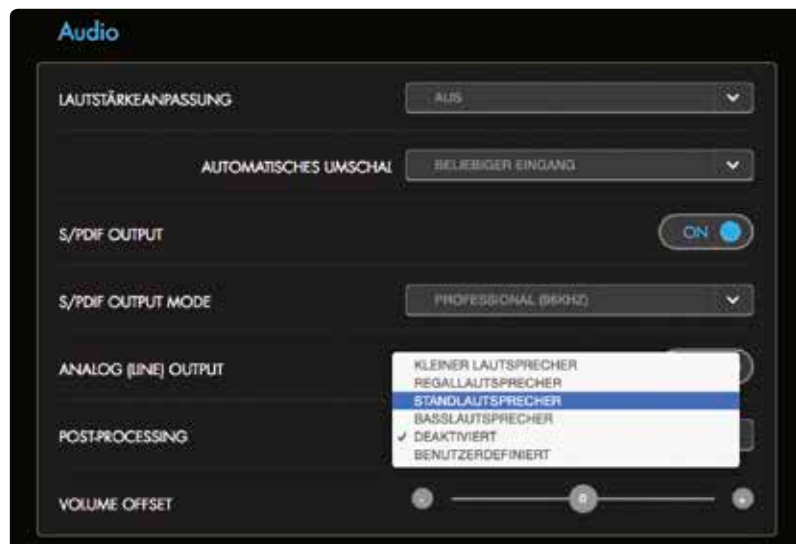 Audio
LAUTSTÄRKEANPASSUNG
AUS
AUTOMATISCHES UMSCHAL
BELIEBIGER EINGANG
S/PDIF OUTPUT
ON
S/PDIF OUTPUT MODE
PROFESSIONAL (96KHZ)
ANALOG (LINE) OUTPUT
KLEINER LAUTSPRECHER
REGALLAUTSPRECHER
STANDLAUTSPRECHER
BASSLAUTSPRECHER
✓ DEAKTIVIERT
BENUTZERDEFINIERT
POST-PROCESSING
VOLUME OFFSET
- 0 +